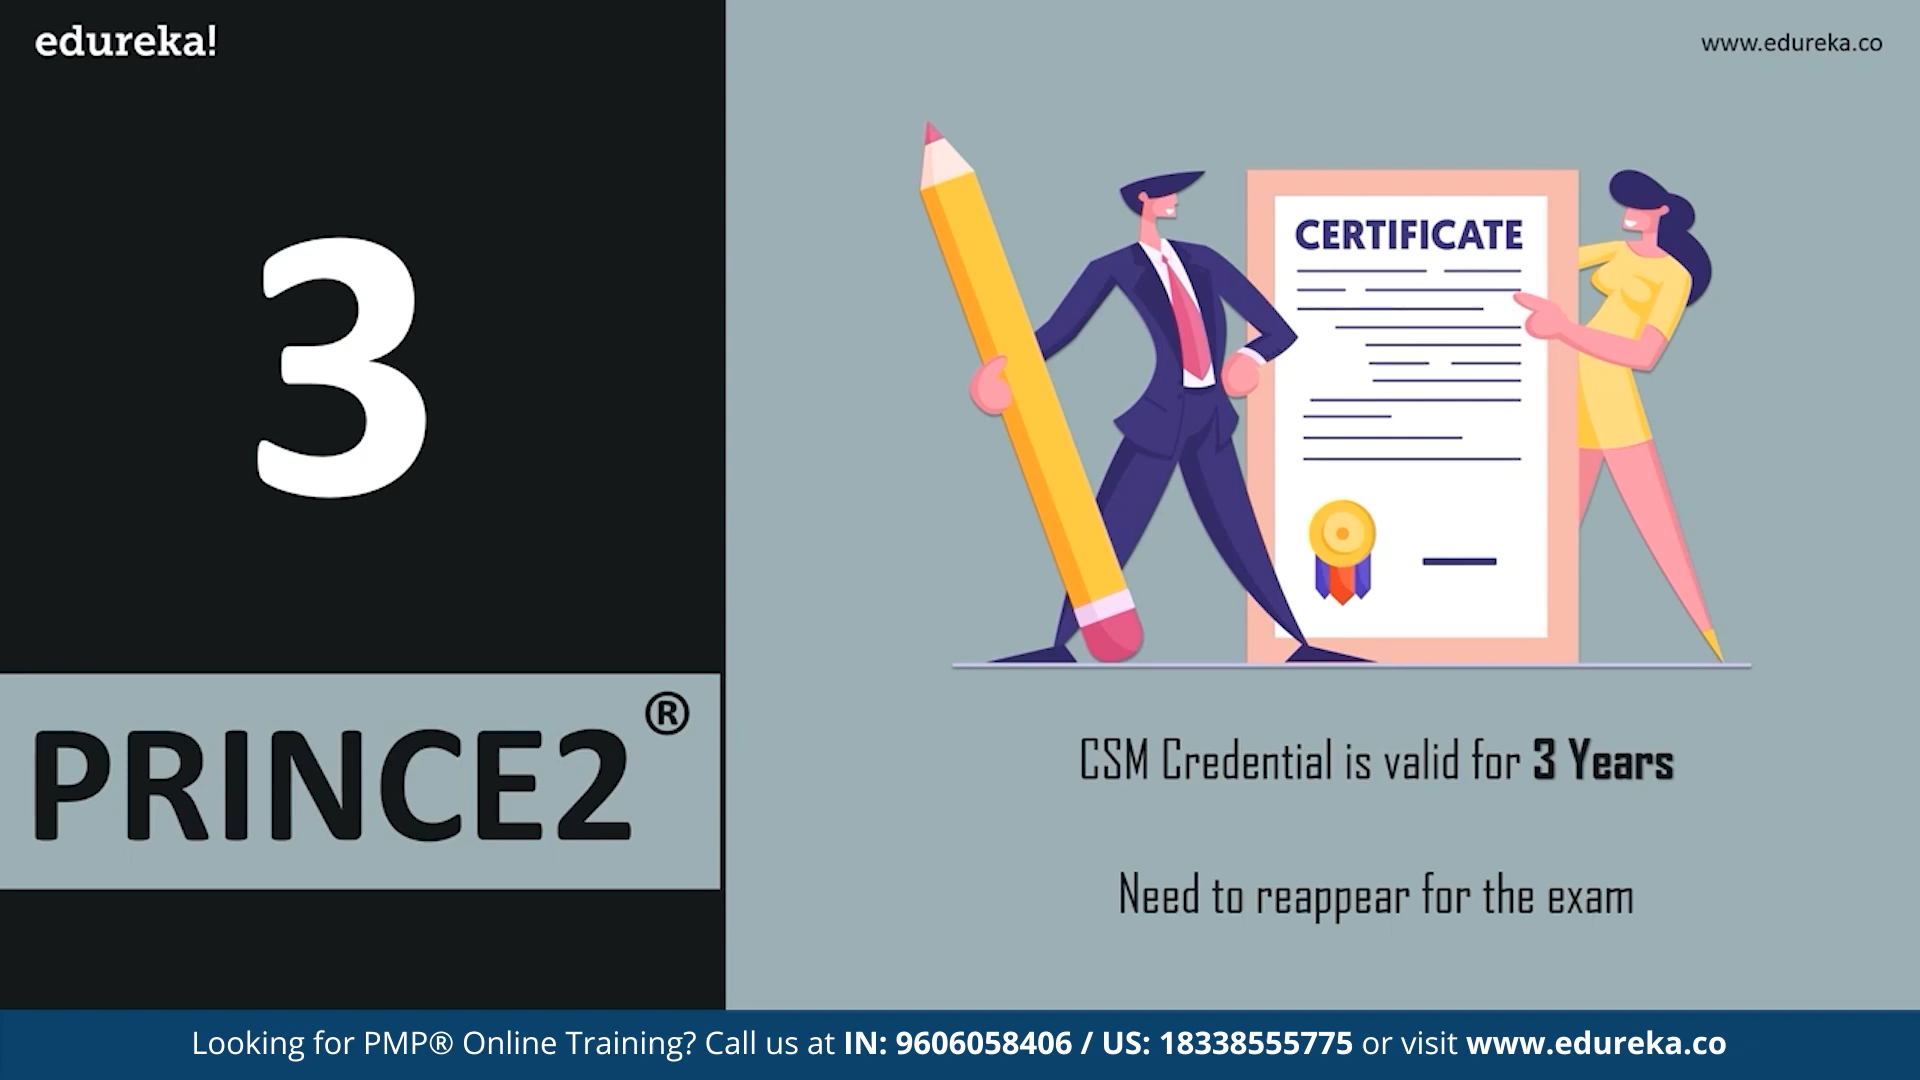 edureka!
www.edureka.co
3
PRINCE2®
CERTIFICATE
CSM Credential is valid for 3 Years
Need to reappear for the exam
Looking for PMP® Online Training? Call us at IN: 9606058406 / US: 18338555775 or visit www.edureka.co